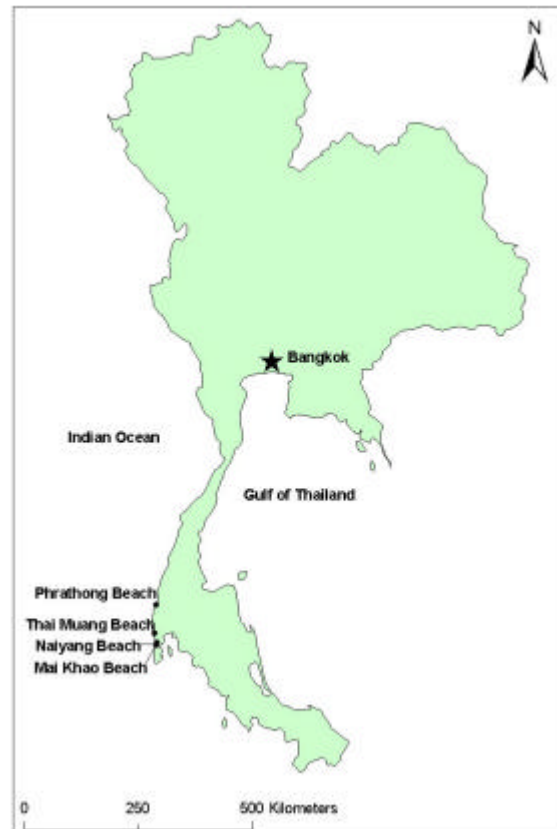 N
Bangkok
Indian Ocean
Gulf of Thailand
Phrathong Beach
Thai Muang Beach
Naiyang Beach
Mai Khao Beach
0 250 500 Kilometers